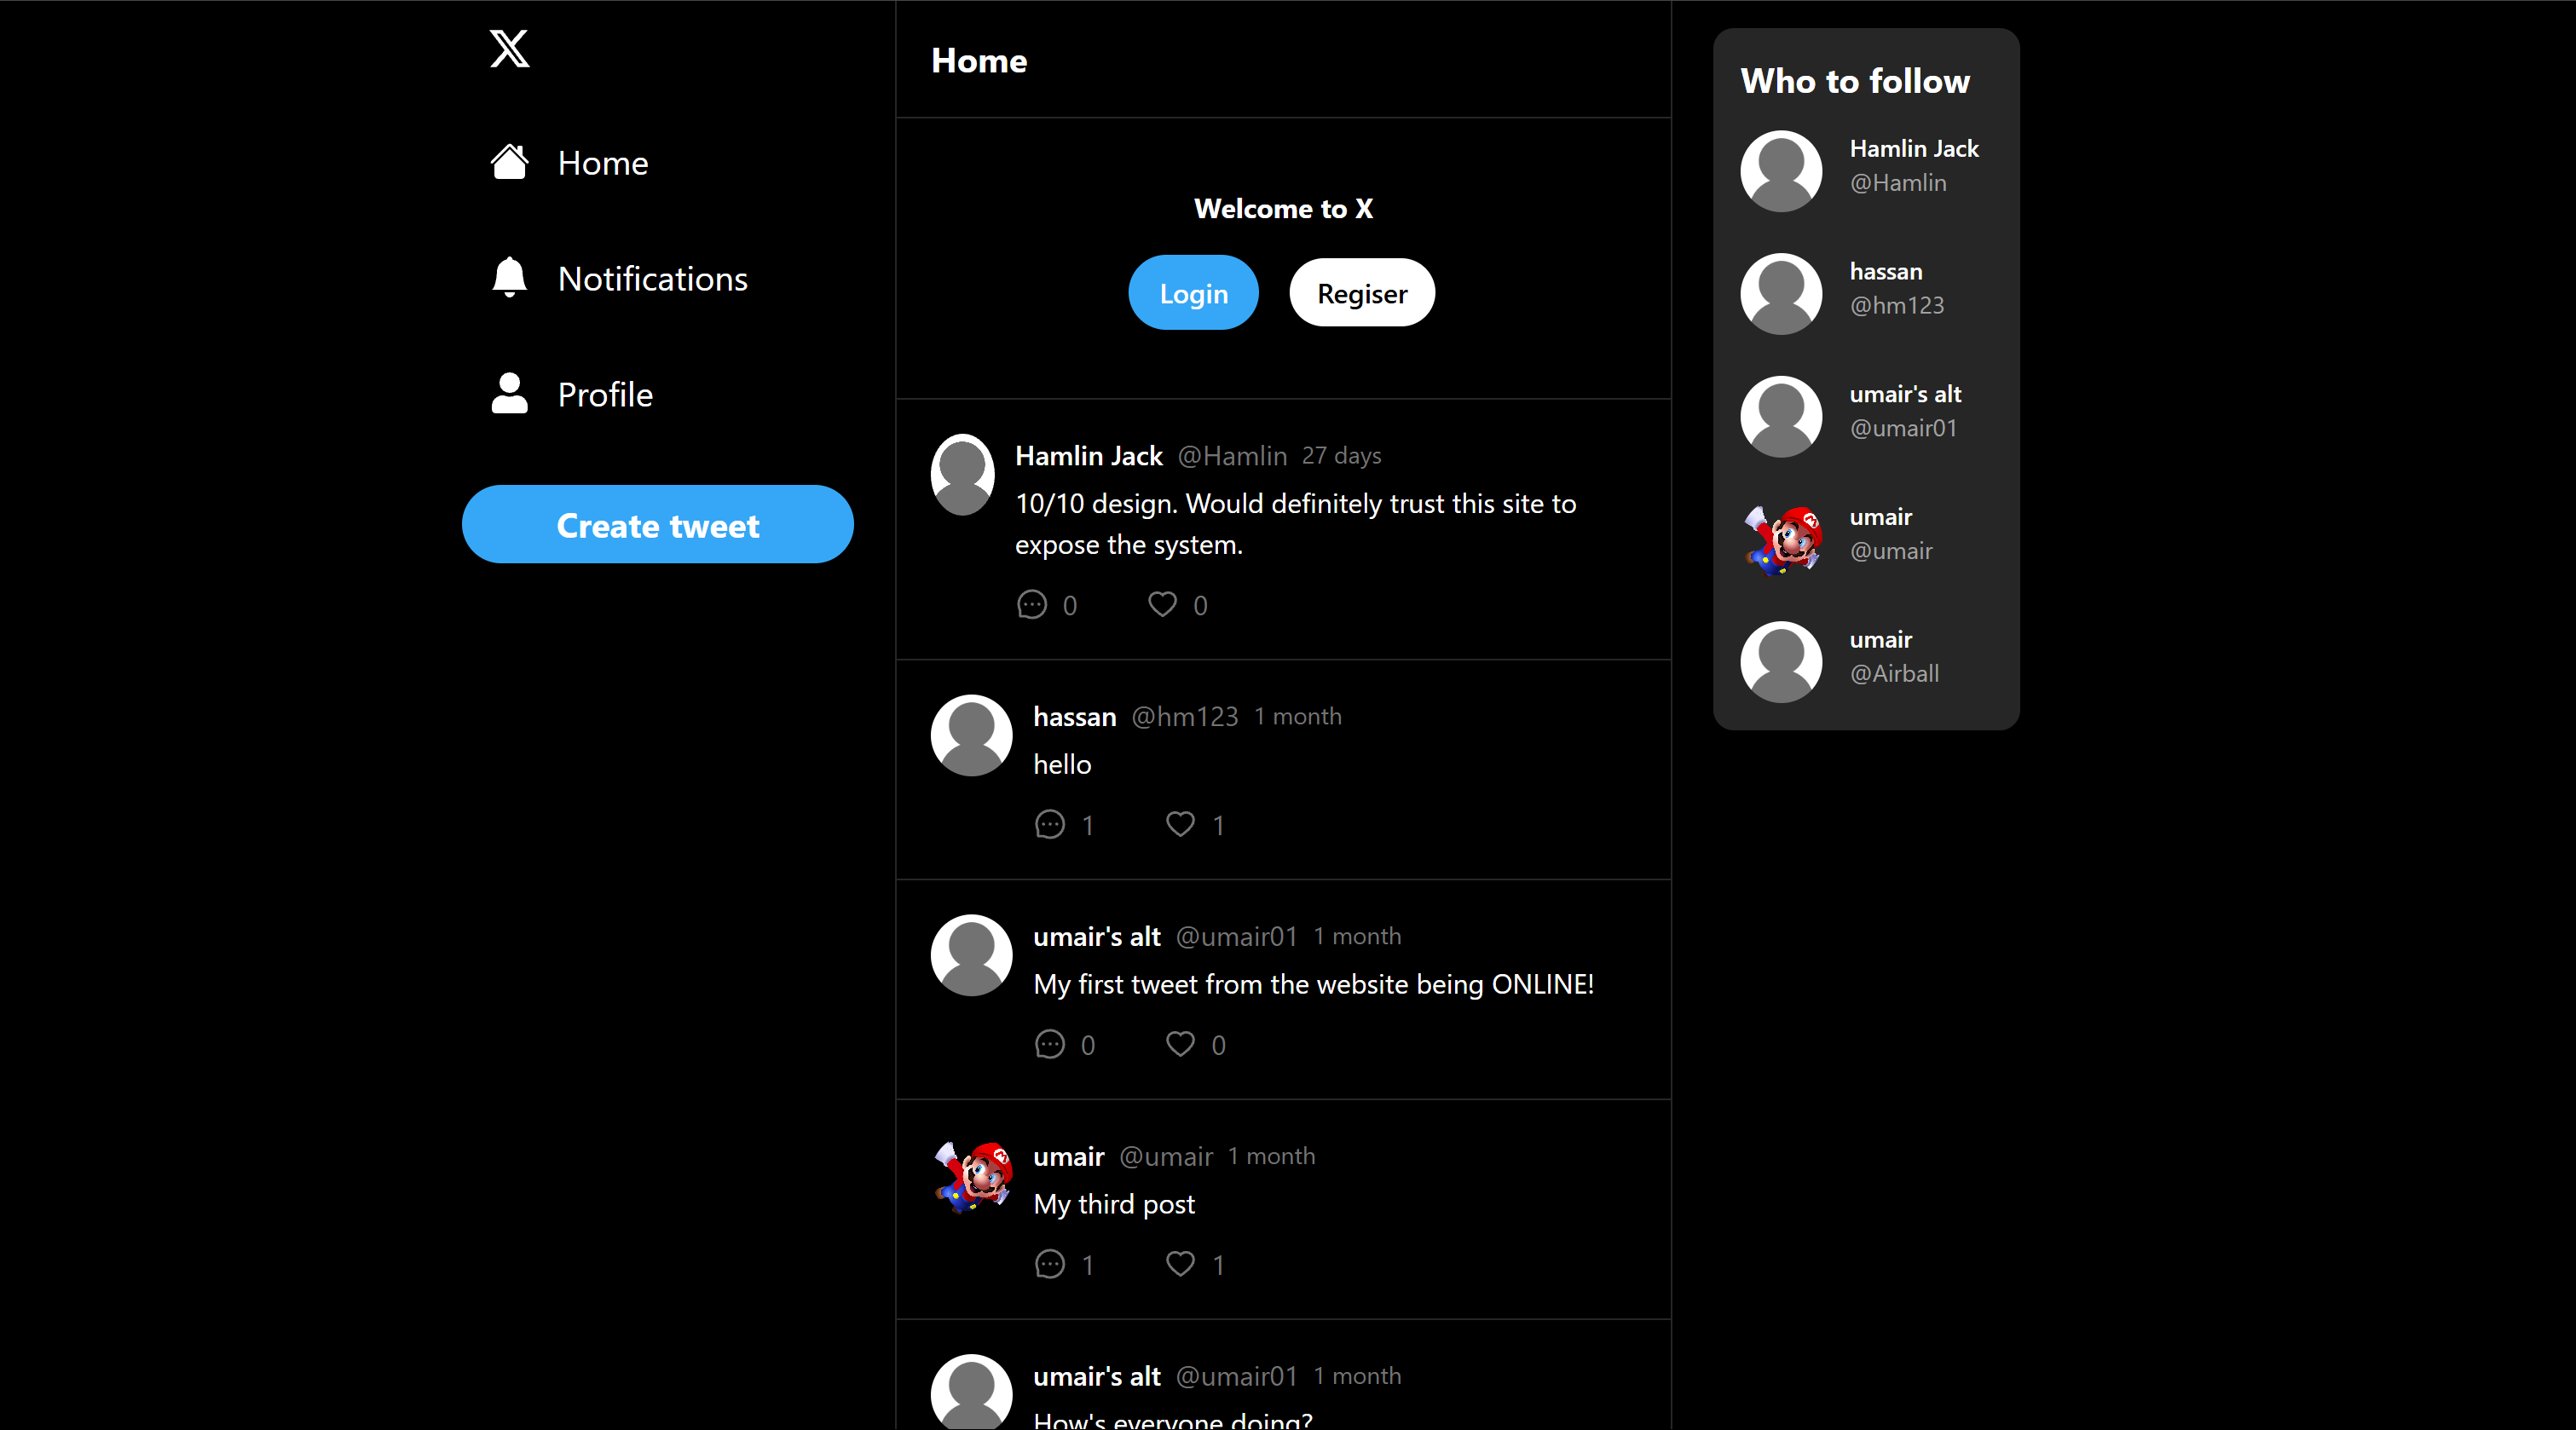 Home
Notifications
Profile
Create tweet
Home
Welcome to X
Login
Regiser
Hamlin Jack @Hamlin 27 days
10/10 design. Would definitely trust this site to
expose the system.
0 0
hassan @hm123 1 month
hello
1 1
umair's alt @umair01 1 month
My first tweet from the website being ONLINE!
0 0
umair @umair 1 month
My third post
1 1
umair's alt @umair01 1 month
How's everyone doing?
Who to follow
Hamlin Jack
@Hamlin
hassan
@hm123
umair's alt
@umair01
umair
@umair
umair
@Airball